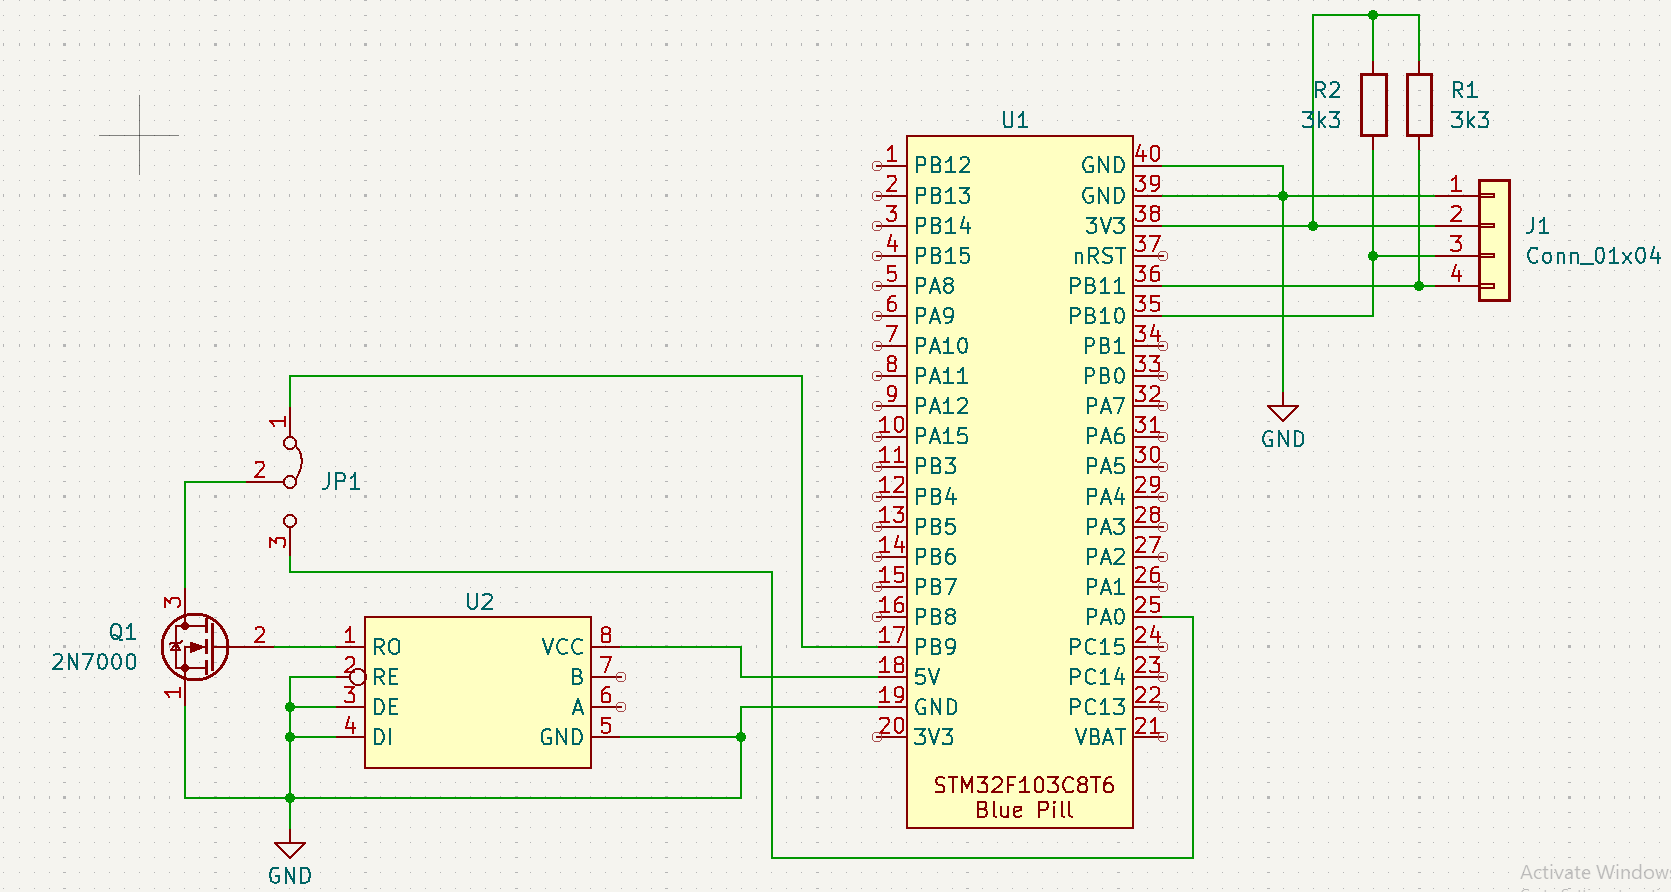 R2
3k3
R1
3k3
U1
1 PB12
2 PB13
3 PB14
4 PB15
5 PA8
6 PA9
7 PA10
8 PA11
9 PA12
10 PA15
11 PB3
12 PB4
13 PB5
14 PB6
15 PB7
16 PB8
17 PB9
18 5V
19 GND
20 3V3
GND 40
GND 39
3V3 38
nRST 37
PB11 36
PB10 35
PB1 34
PB0 33
PA7 32
PA6 31
PA5 30
PA4 29
PA3 28
PA2 27
PA1 26
PA0 25
PC15 24
PC14 23
PC13 22
VBAT 21
STM32F103C8T6
Blue Pill
1
2
3
4
J1
Conn_01x04
GND
1
2
3
JP1
Q1
2N7000
3
2
1
U2
1 RO
2 RE
3 DE
4 DI
VCC 8
B 7
A 6
GND 5
GND
Activate Window